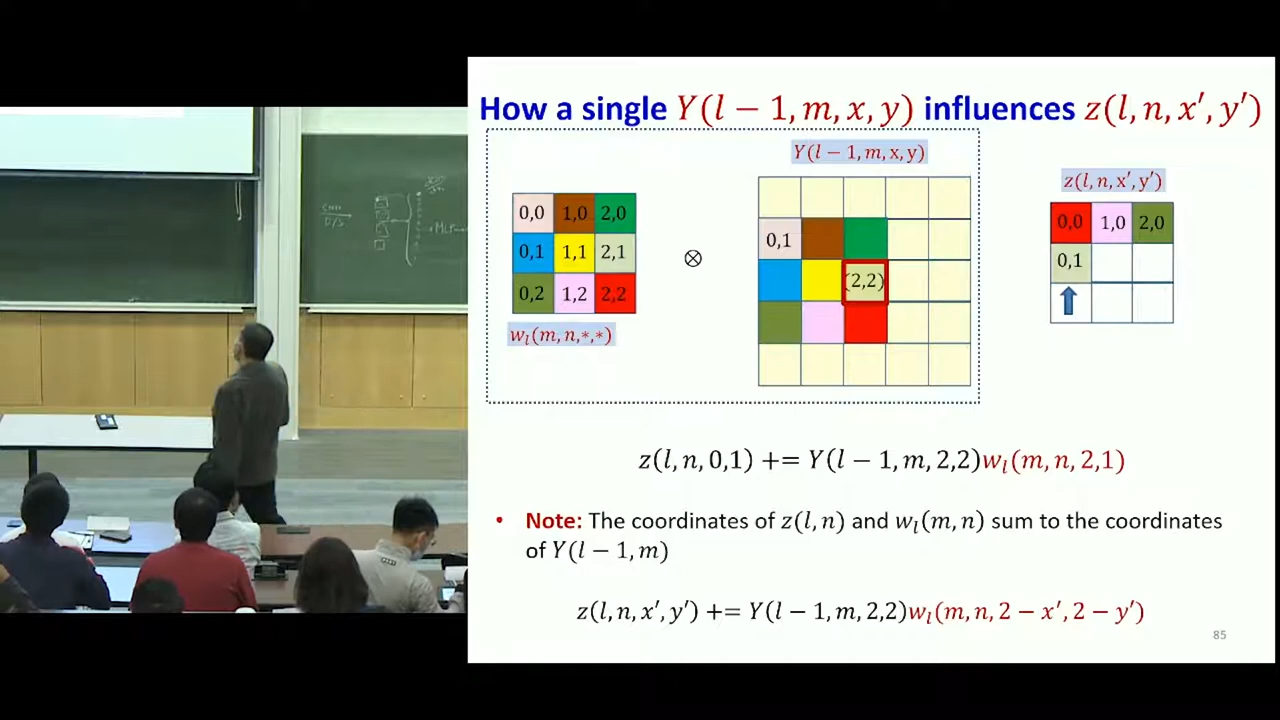 How a single Y(l − 1, m, x, y) influences z(l, n, x′, y′)
Y(l − 1, m, x, y)
z(l, n, x′, y′)
0,0 1,0 2,0
0,1 1,1 2,1
0,2 1,2 2,2
w_l(m, n,∗,∗)
⊗
0,1
(2,2)
0,0 1,0 2,0
0,1
z(l, n, 0,1) += Y(l − 1, m, 2,2)w_l(m, n, 2,1)
• Note: The coordinates of z(l, n) and w_l(m, n) sum to the coordinates
of Y(l − 1, m)
z(l, n, x′, y′) += Y(l − 1, m, 2,2)w_l(m, n, 2 − x′, 2 − y′)
85